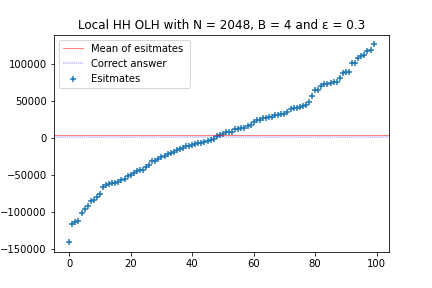 Local HH OLH with N = 2048, B = 4 and ε = 0.3
Mean of esitmates
Correct answer
Esitmates
100000
50000
0
−50000
−100000
−150000
0 20 40 60 80 100